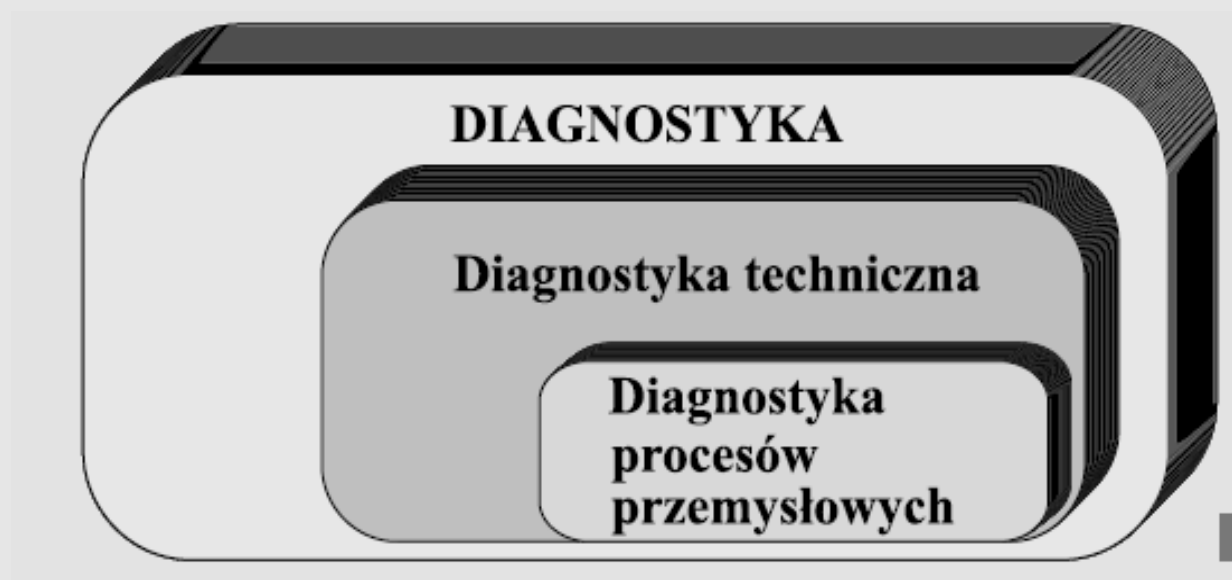 DIAGNOSTYKA
Diagnostyka techniczna
Diagnostyka
procesów
przemysłowych